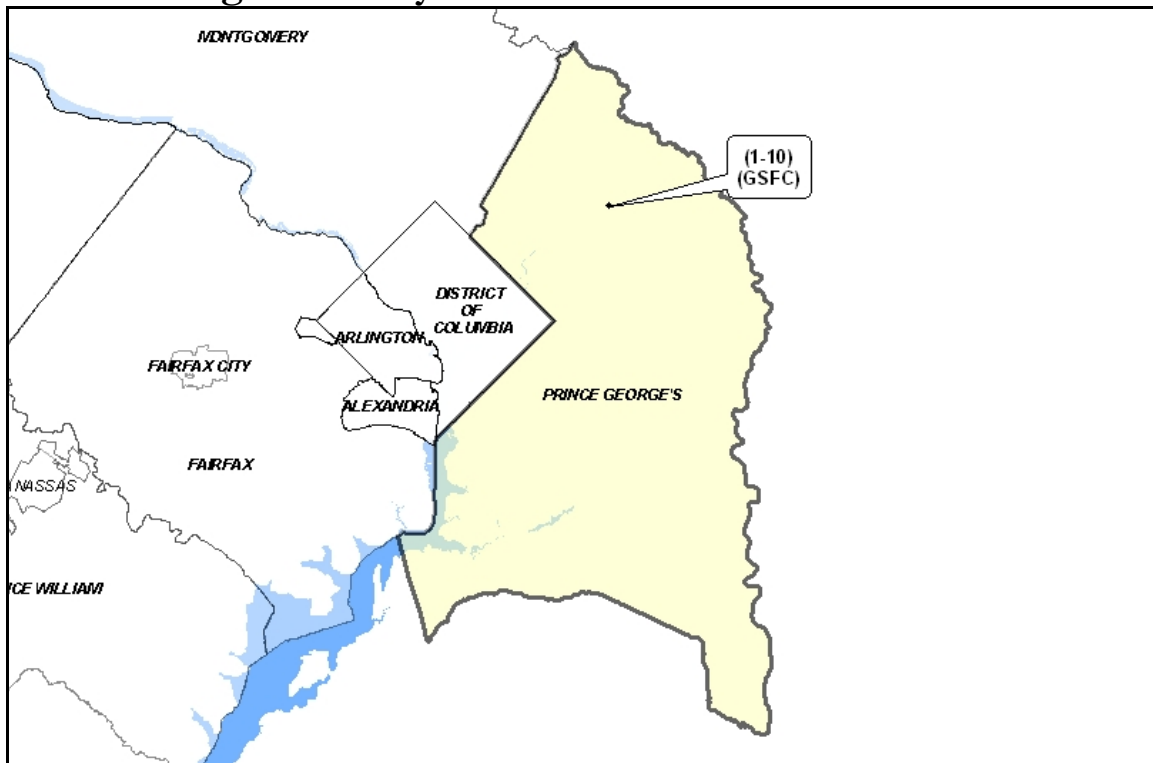 MONTGOMERY
(1-10)
(GSFC)
DISTRICT
OF
COLUMBIA
ARLINGTON
FAIRFAX CITY
PRINCE GEORGE'S
ALEXANDRIA
FAIRFAX
NASSAS
ICE WILLIAM